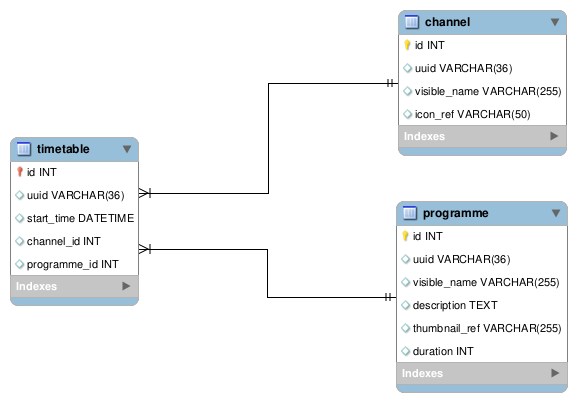 channel
id INT
uuid VARCHAR(36)
visible_name VARCHAR(255)
icon_ref VARCHAR(50)
Indexes
timetable
id INT
uuid VARCHAR(36)
start_time DATETIME
channel_id INT
programme_id INT
Indexes
programme
id INT
uuid VARCHAR(36)
visible_name VARCHAR(255)
description TEXT
thumbnail_ref VARCHAR(255)
duration INT
Indexes